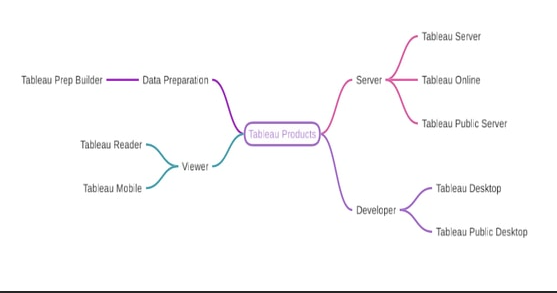 Tableau Products
Data Preparation
Tableau Prep Builder
Viewer
Tableau Reader
Tableau Mobile
Server
Tableau Server
Tableau Online
Tableau Public Server
Developer
Tableau Desktop
Tableau Public Desktop